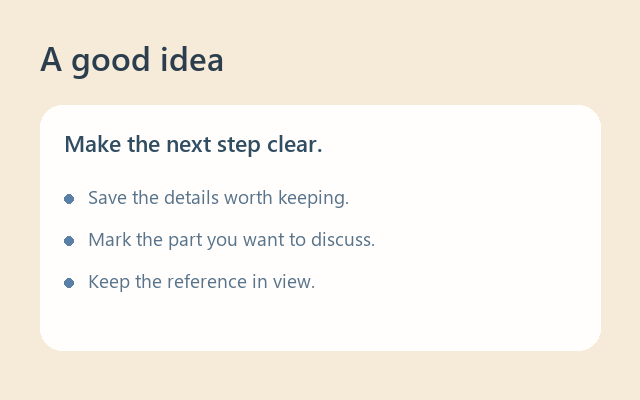 A good idea
Make the next step clear.
Save the details worth keeping.
Mark the part you want to discuss.
Keep the reference in view.